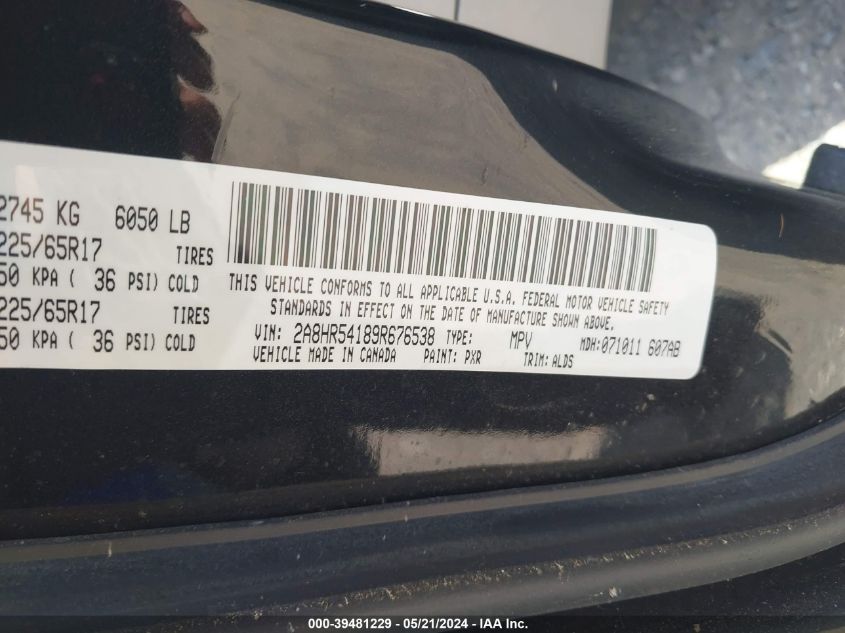 2745 KG 6050 LB
225/65R17 TIRES
50 KPA ( 36 PSI) COLD
225/65R17 TIRES
50 KPA ( 36 PSI) COLD
THIS VEHICLE CONFORMS TO ALL APPLICABLE U.S.A. FEDERAL MOTOR VEHICLE SAFETY
STANDARDS IN EFFECT ON THE DATE OF MANUFACTURE SHOWN ABOVE.
VIN: 2A8HR54189R676538 TYPE: MPV MDH:071011 607AB
VEHICLE MADE IN CANADA PAINT: PXR TRIM: ALDS
000-39481229 - 05/21/2024 - IAA Inc.